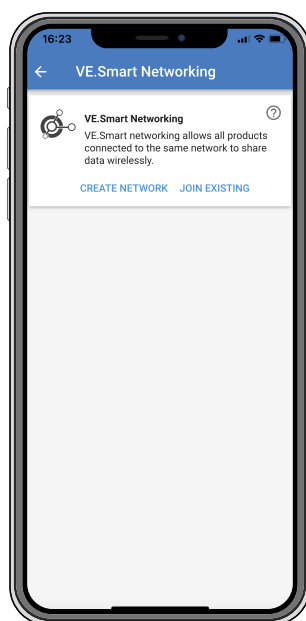 16:23
VE.Smart Networking
VE.Smart Networking
VE.Smart networking allows all products
connected to the same network to share
data wirelessly.
CREATE NETWORK JOIN EXISTING